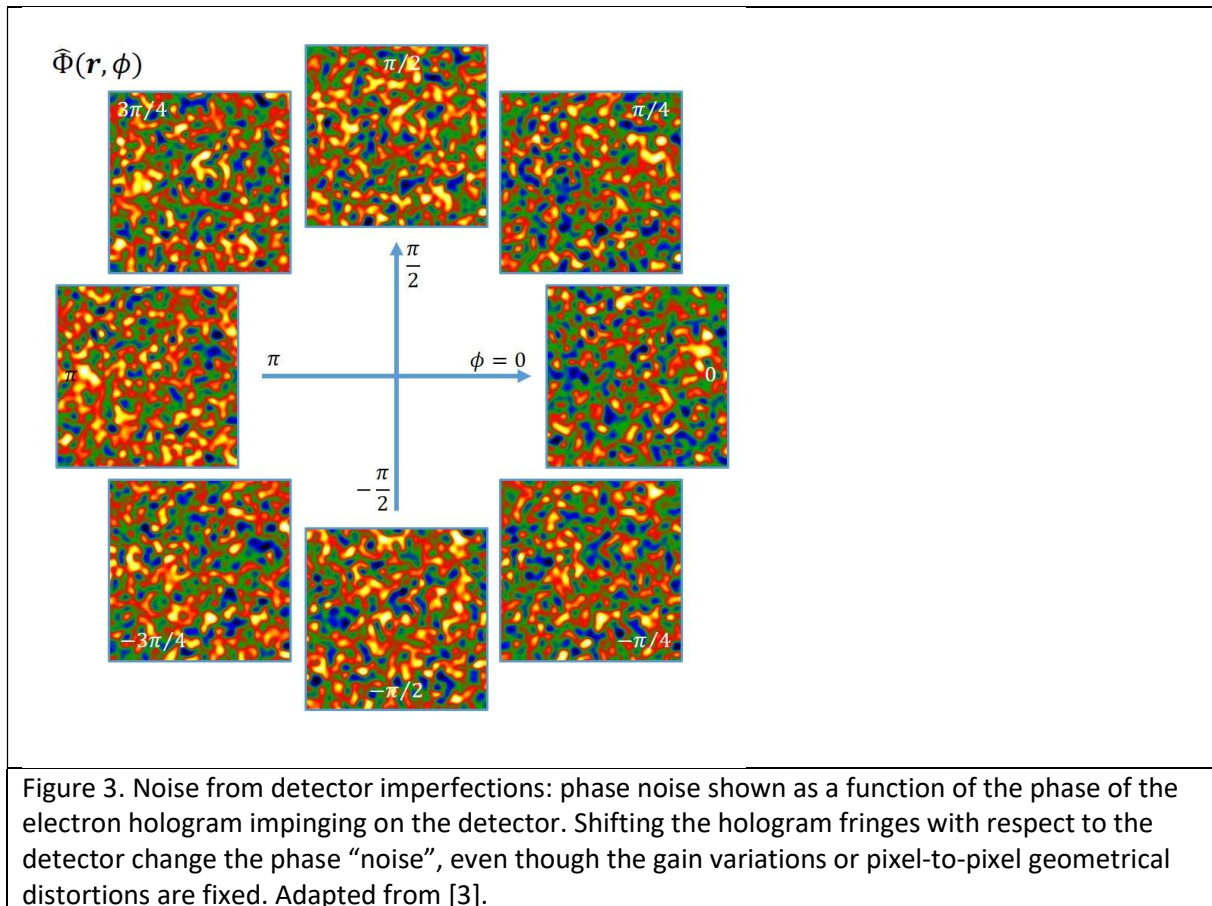 Φ̂(𝒓, 𝜙)
π/2
3π/4
π/4
π/2
π
𝜙 = 0
π
0
−π/2
−3π/4
−π/4
−π/2
Figure 3. Noise from detector imperfections: phase noise shown as a function of the phase of the
electron hologram impinging on the detector. Shifting the hologram fringes with respect to the
detector change the phase “noise”, even though the gain variations or pixel-to-pixel geometrical
distortions are fixed. Adapted from [3].